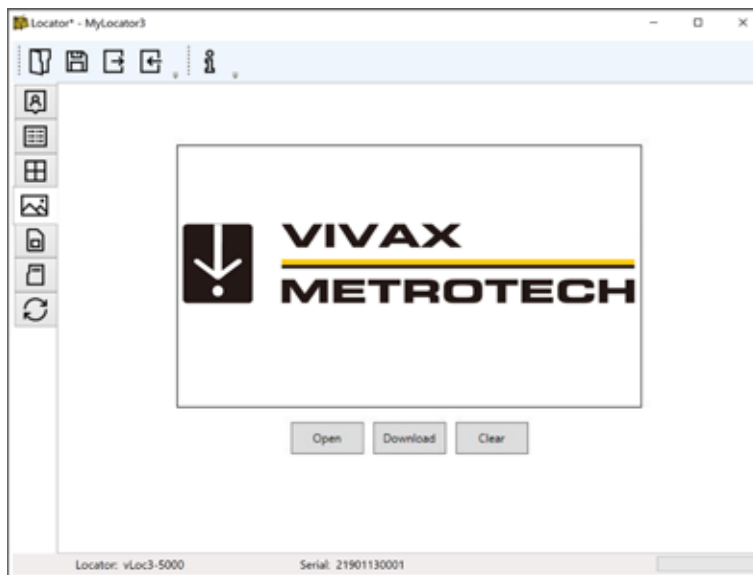 Locator* - MyLocator3
VIVAX
METROTECH
Open Download Clear
Locator: vLoc3-5000 Serial: 21901130001